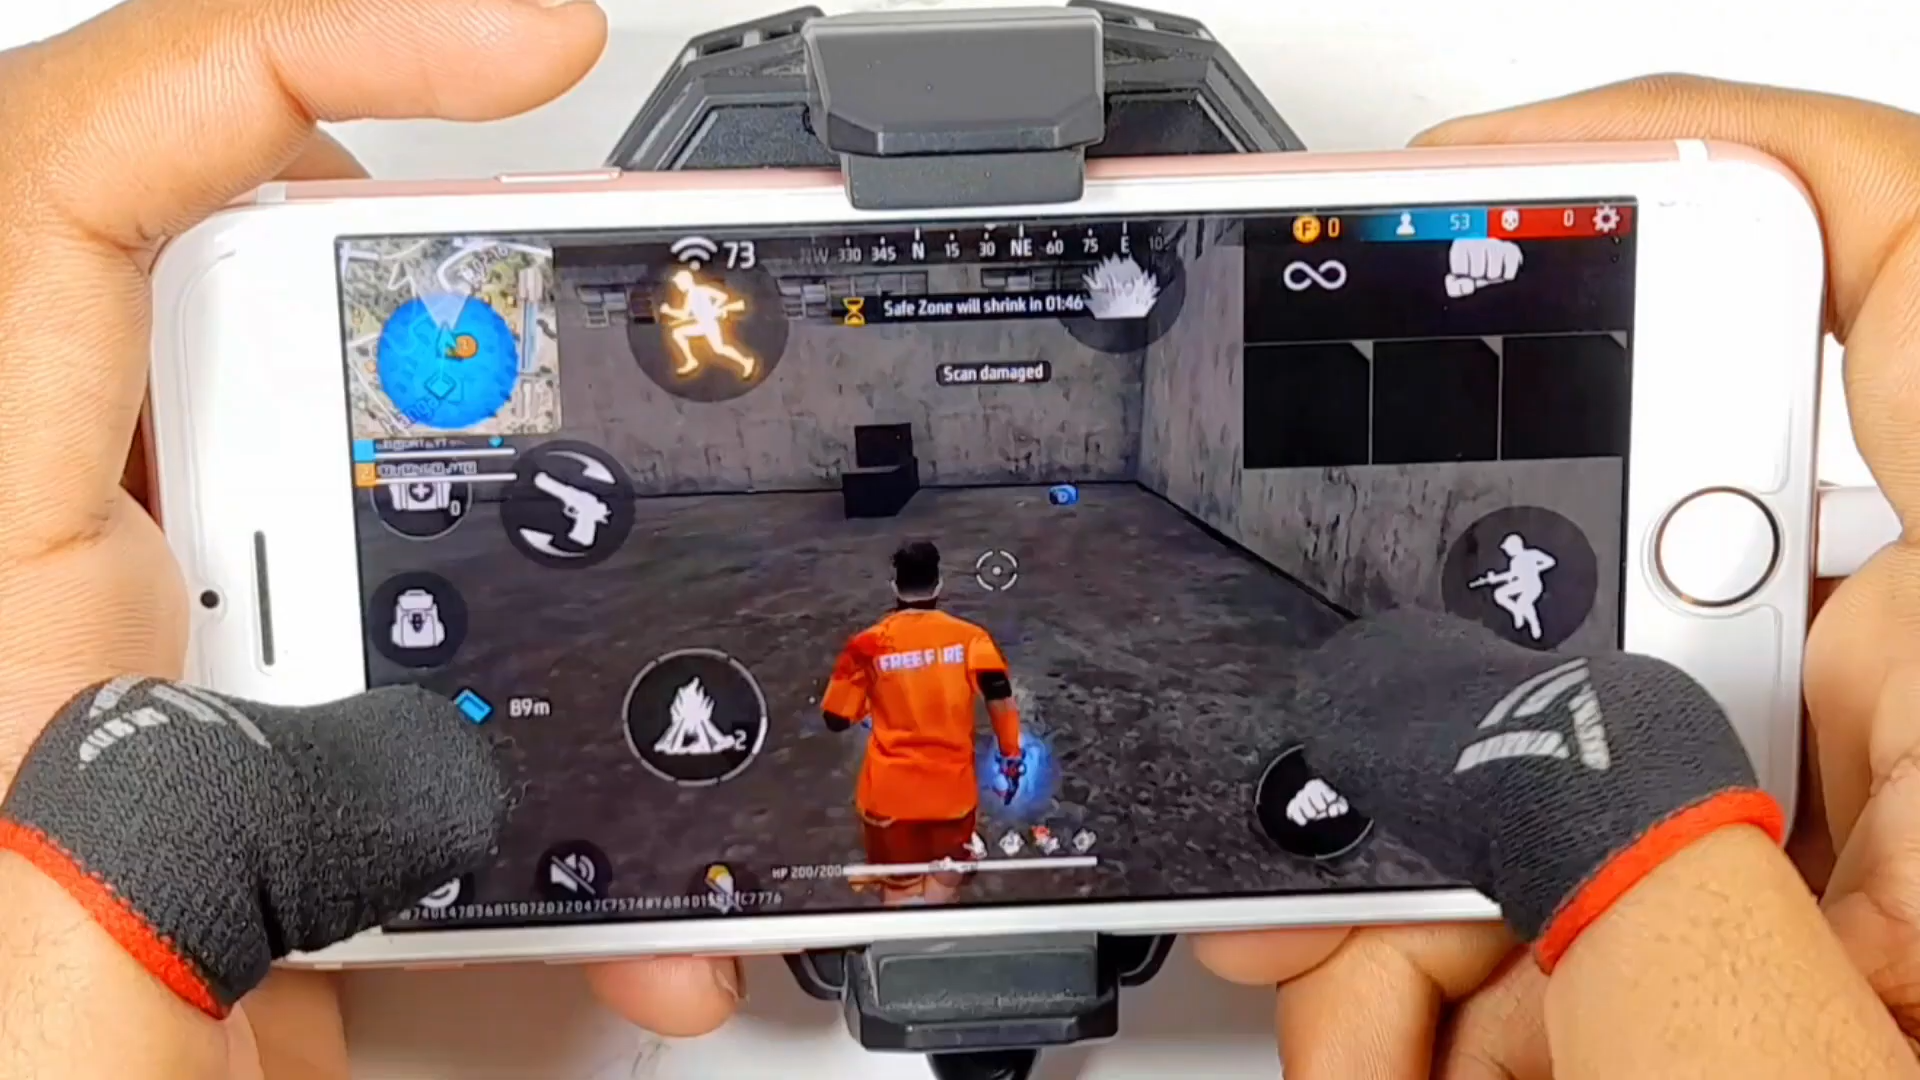 73
NW 330 345 N 15 30 NE 60 75 E
0
53
0
Safe Zone will shrink in 01:46
Scan damaged
0
FREE FIRE
89m
2
HP 200/200